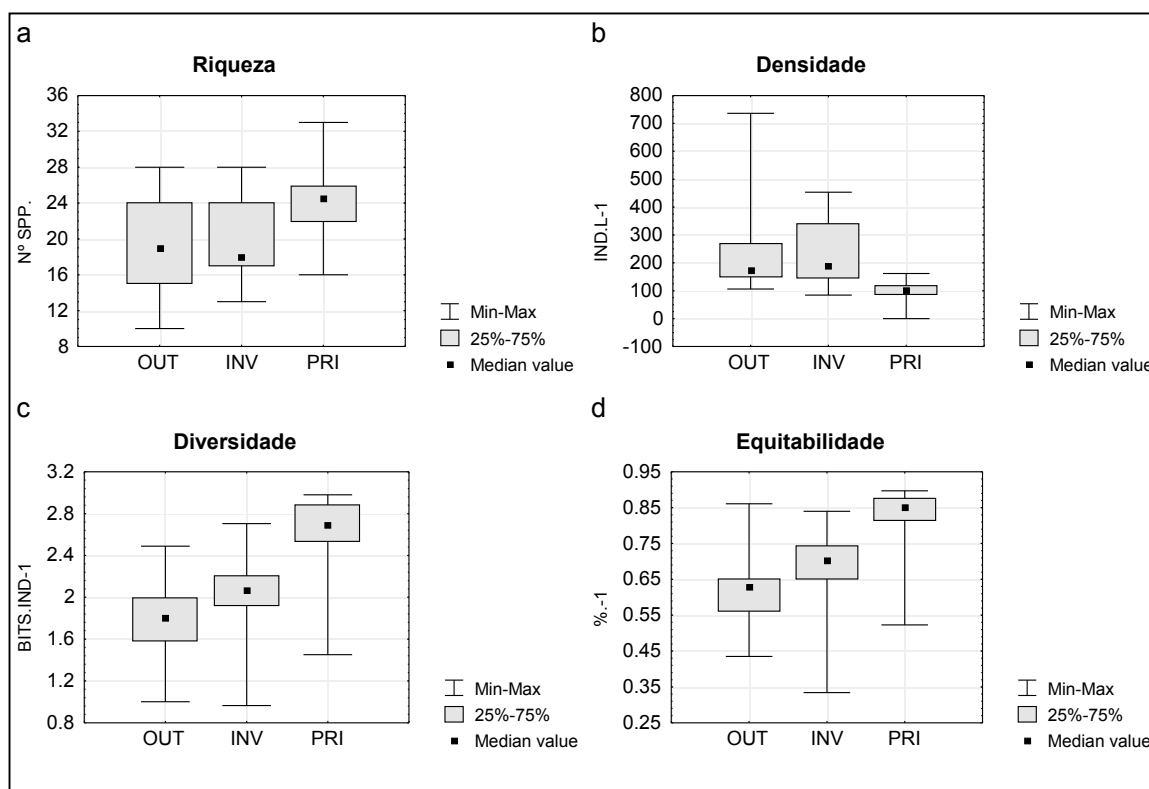 a
Riqueza
Nº SPP.
36
32
28
24
20
16
12
8
OUT INV PRI
Min-Max
25%-75%
Median value
b
Densidade
IND.L-1
800
700
600
500
400
300
200
100
0
-100
OUT INV PRI
Min-Max
25%-75%
Median value
c
Diversidade
BITS.IND-1
3.2
2.8
2.4
2
1.6
1.2
0.8
OUT INV PRI
Min-Max
25%-75%
Median value
d
Equitabilidade
%.-1
0.95
0.85
0.75
0.65
0.55
0.45
0.35
0.25
OUT INV PRI
Min-Max
25%-75%
Median value